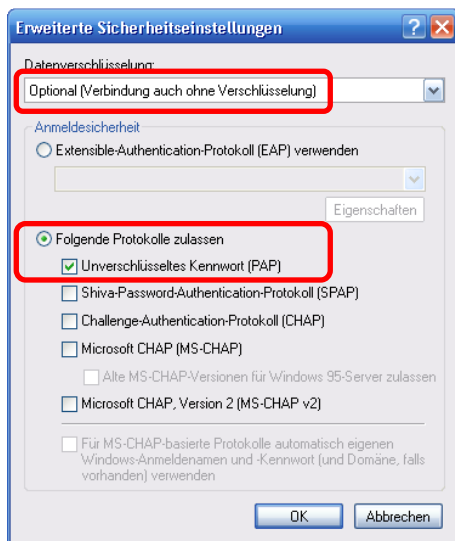 Erweiterte Sicherheitseinstellungen
Datenverschlüsselung:
Optional (Verbindung auch ohne Verschlüsselung)
Anmeldesicherheit
Extensible-Authentication-Protokoll (EAP) verwenden
Eigenschaften
Folgende Protokolle zulassen
Unverschlüsseltes Kennwort (PAP)
Shiva-Password-Authentication-Protokoll (SPAP)
Challenge-Authentication-Protokoll (CHAP)
Microsoft CHAP (MS-CHAP)
Alte MS-CHAP-Versionen für Windows 95-Server zulassen
Microsoft CHAP, Version 2 (MS-CHAP v2)
Für MS-CHAP-basierte Protokolle automatisch eigenen
Windows-Anmeldenamen und -Kennwort (und Domäne, falls
vorhanden) verwenden
OK
Abbrechen